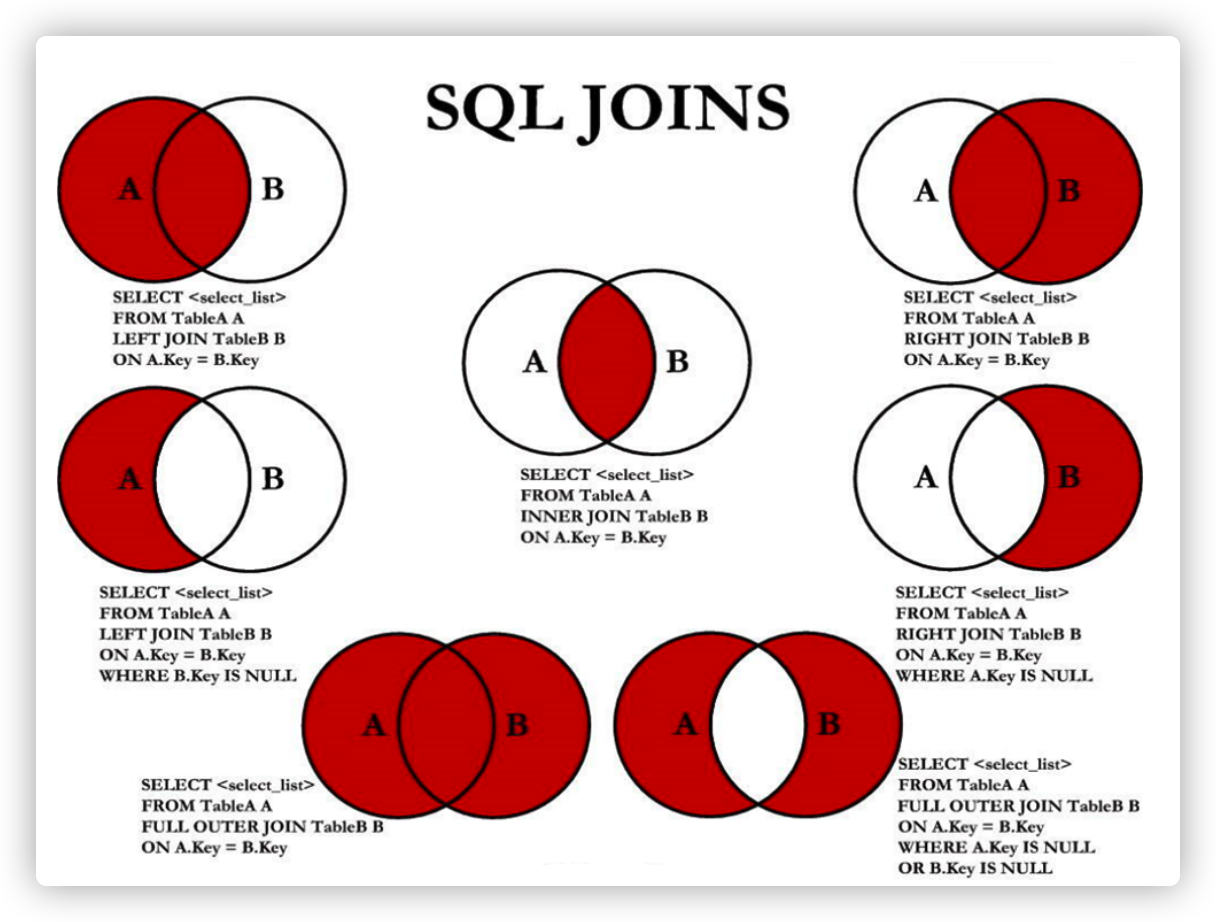 SQL JOINS
A B
SELECT <select_list>
FROM TableA A
LEFT JOIN TableB B
ON A.Key = B.Key
A B
SELECT <select_list>
FROM TableA A
RIGHT JOIN TableB B
ON A.Key = B.Key
A B
SELECT <select_list>
FROM TableA A
INNER JOIN TableB B
ON A.Key = B.Key
A B
SELECT <select_list>
FROM TableA A
LEFT JOIN TableB B
ON A.Key = B.Key
WHERE B.Key IS NULL
A B
SELECT <select_list>
FROM TableA A
RIGHT JOIN TableB B
ON A.Key = B.Key
WHERE A.Key IS NULL
A B
SELECT <select_list>
FROM TableA A
FULL OUTER JOIN TableB B
ON A.Key = B.Key
A B
SELECT <select_list>
FROM TableA A
FULL OUTER JOIN TableB B
ON A.Key = B.Key
WHERE A.Key IS NULL
OR B.Key IS NULL